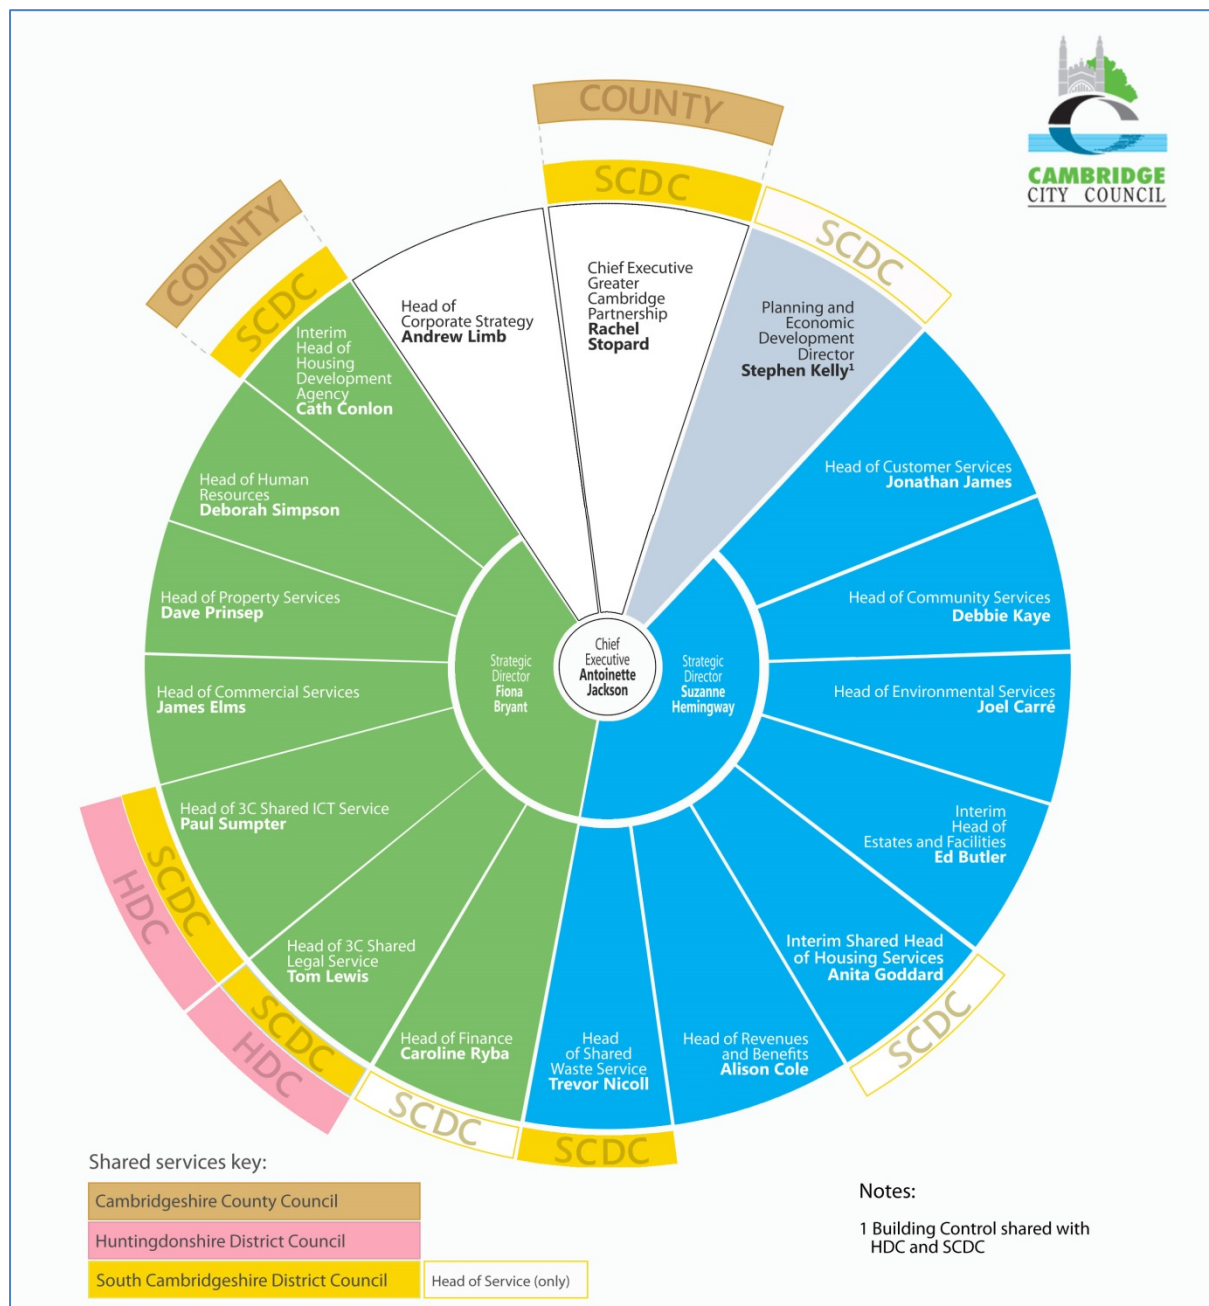 COUNTY
SCDC
SCDC
COUNTY
SCDC
CAMBRIDGE
CITY COUNCIL
Interim
Head of
Housing
Development
Agency
Cath Conlon
Head of
Corporate Strategy
Andrew Limb
Chief Executive
Greater
Cambridge
Partnership
Rachel
Stopard
Planning and
Economic
Development
Director
Stephen Kelly¹
Head of Human
Resources
Deborah Simpson
Head of Customer Services
Jonathan James
Head of Property Services
Dave Prinsep
Head of Community Services
Debbie Kaye
Strategic
Director
Fiona
Bryant
Chief
Executive
Antoinette
Jackson
Strategic
Director
Suzanne
Hemingway
Head of Commercial Services
James Elms
Head of Environmental Services
Joel Carré
Head of 3C Shared ICT Service
Paul Sumpter
SCDC
HDC
Interim
Head of
Estates and Facilities
Ed Butler
Head of 3C Shared
Legal Service
Tom Lewis
SCDC
HDC
Interim Shared Head
of Housing Services
Anita Goddard
SCDC
Head of Finance
Caroline Ryba
SCDC
Head
of Shared
Waste Service
Trevor Nicoll
SCDC
Head of Revenues
and Benefits
Alison Cole
Shared services key:
Cambridgeshire County Council
Huntingdonshire District Council
South Cambridgeshire District Council
Head of Service (only)
Notes:
1 Building Control shared with
HDC and SCDC